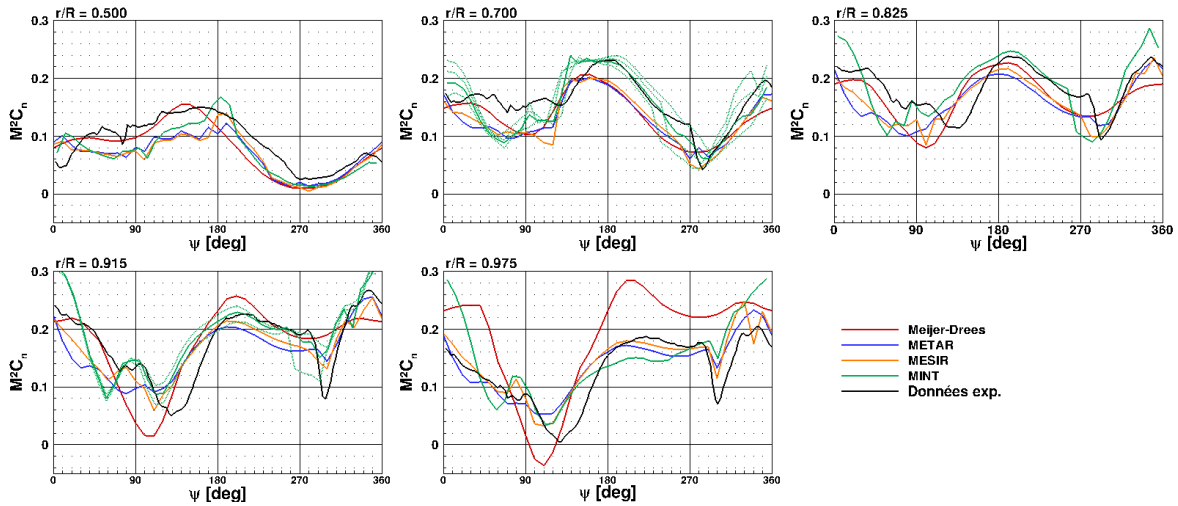 r/R = 0.500
0.3
0.2
0.1
0
M²Cn
0 90 180 270 360
ψ [deg]
r/R = 0.700
0.3
0.2
0.1
0
M²Cn
0 90 180 270 360
ψ [deg]
r/R = 0.825
0.3
0.2
0.1
0
M²Cn
0 90 180 270 360
ψ [deg]
r/R = 0.915
0.3
0.2
0.1
0
M²Cn
0 90 180 270 360
ψ [deg]
r/R = 0.975
0.3
0.2
0.1
0
M²Cn
0 90 180 270 360
ψ [deg]
Meijer-Drees
METAR
MESIR
MINT
Données exp.